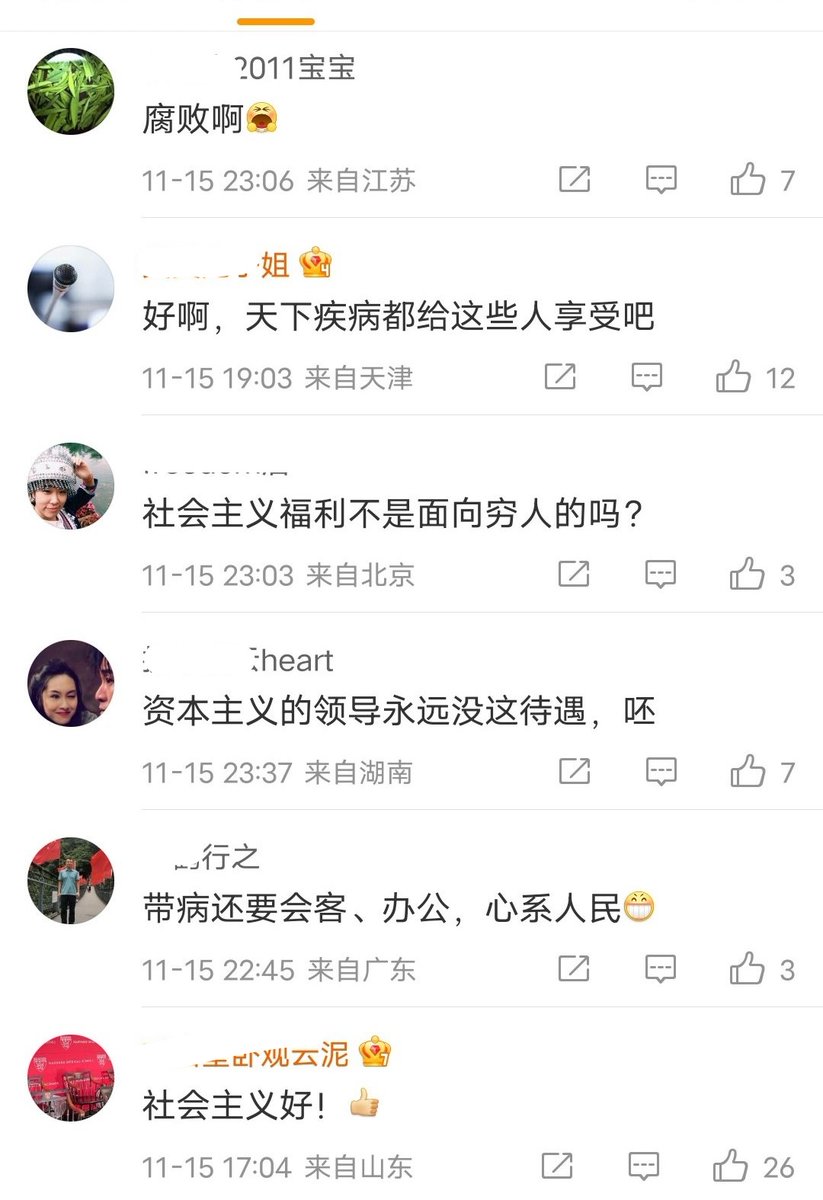 2011宝宝
腐败啊
11-15 23:06 来自江苏
7
姐
好啊，天下疾病都给这些人享受吧
11-15 19:03 来自天津
12
社会主义福利不是面向穷人的吗？
11-15 23:03 来自北京
3
heart
资本主义的领导永远没这待遇，呸
11-15 23:37 来自湖南
7
行之
带病还要会客、办公，心系人民
11-15 22:45 来自广东
3
卧观云泥
社会主义好！
11-15 17:04 来自山东
26